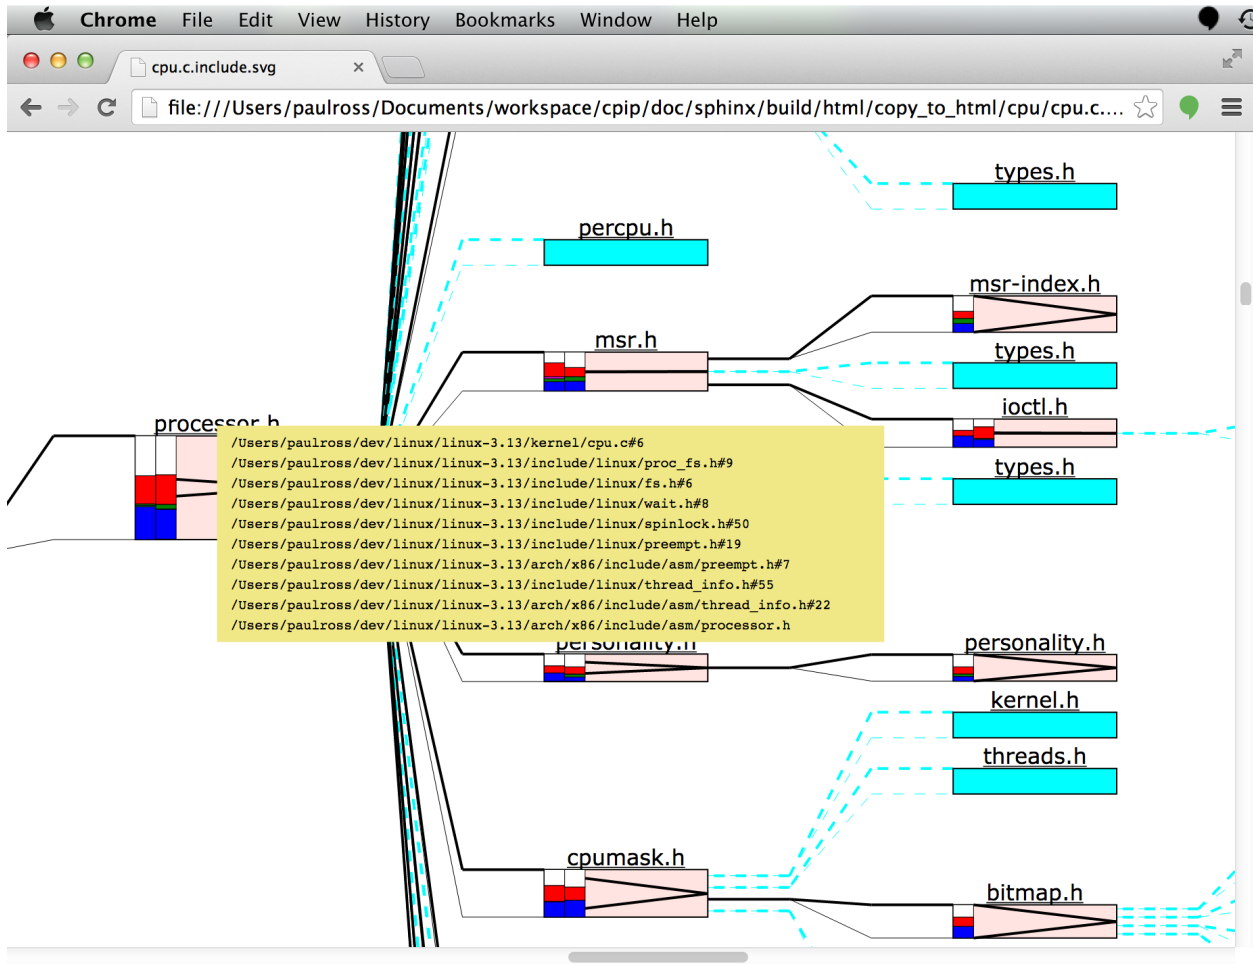 Chrome File Edit View History Bookmarks Window Help
cpu.c.include.svg
file:///Users/paulross/Documents/workspace/cpip/doc/sphinx/build/html/copy_to_html/cpu/cpu.c....
types.h
percpu.h
msr-index.h
msr.h
types.h
ioctl.h
processor.h
types.h
/Users/paulross/dev/linux/linux-3.13/kernel/cpu.c#6
/Users/paulross/dev/linux/linux-3.13/include/linux/proc_fs.h#9
/Users/paulross/dev/linux/linux-3.13/include/linux/fs.h#6
/Users/paulross/dev/linux/linux-3.13/include/linux/wait.h#8
/Users/paulross/dev/linux/linux-3.13/include/linux/spinlock.h#50
/Users/paulross/dev/linux/linux-3.13/include/linux/preempt.h#19
/Users/paulross/dev/linux/linux-3.13/arch/x86/include/asm/preempt.h#7
/Users/paulross/dev/linux/linux-3.13/include/linux/thread_info.h#55
/Users/paulross/dev/linux/linux-3.13/arch/x86/include/asm/thread_info.h#22
/Users/paulross/dev/linux/linux-3.13/arch/x86/include/asm/processor.h
personality.h
personality.h
kernel.h
threads.h
cpumask.h
bitmap.h